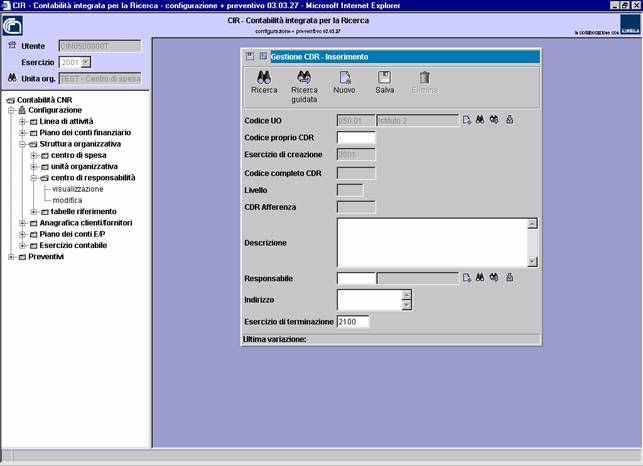 CIR - Contabilità integrata per la Ricerca - configurazione + preventivo 03.03.27 - Microsoft Internet Explorer
CIR - Contabilità integrata per la Ricerca
configurazione + preventivo 03.03.27
in collaborazione con CINECA
Utente CIN0500000T
Esercizio 2001
Unita org. TEST - Centro di spesa
Contabilità CNR
Configurazione
Linea di attività
Piano dei conti finanziario
Struttura organizzativa
centro di spesa
unità organizzativa
centro di responsabilità
visualizzazione
modifica
tabelle riferimento
Anagrafica clienti/fornitori
Piano dei conti E/P
Esercizio contabile
Preventivi
Gestione CDR - Inserimento
Ricerca Ricerca guidata Nuovo Salva Elimina
Codice UO 050.01 Istituto 2
Codice proprio CDR
Esercizio di creazione 2001
Codice completo CDR
Livello
CDR Afferenza
Descrizione
Responsabile
Indirizzo
Esercizio di terminazione 2100
Ultima variazione: